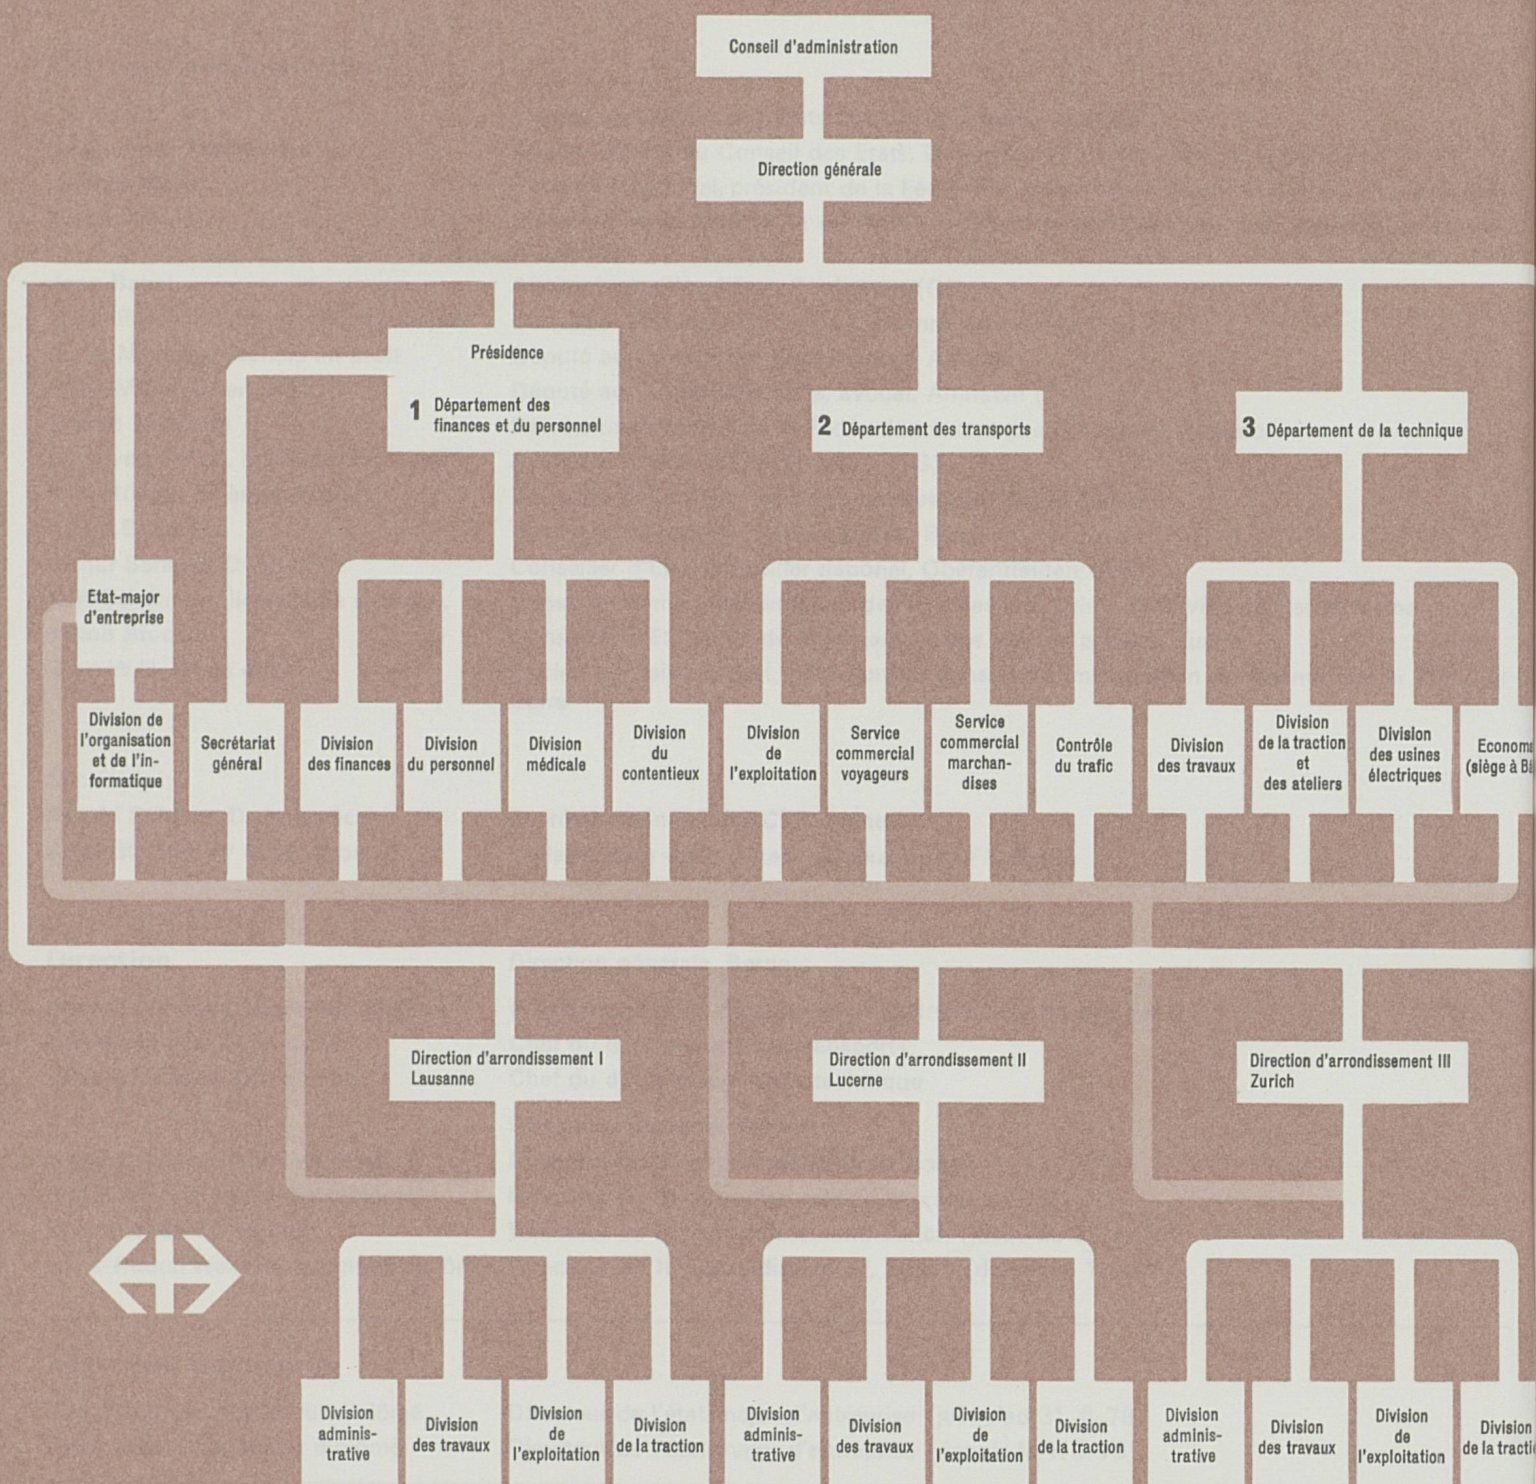 Conseil d'administration
Direction générale
Présidence
1 Département des
finances et du personnel
2 Département des transports
3 Département de la technique
Etat-major
d'entreprise
Division de
l'organisation
et de l'in-
formatique
Secrétariat
général
Division
des finances
Division
du personnel
Division
médicale
Division
du
contentieux
Division
de
l'exploitation
Service
commercial
voyageurs
Service
commercial
marchan-
dises
Contrôle
du trafic
Division
des travaux
Division
de la traction
et
des ateliers
Division
des usines
électriques
(siège à
Direction d'arrondissement I
Lausanne
Direction d'arrondissement II
Lucerne
Direction d'arrondissement III
Zurich
Division
adminis-
trative
Division
des travaux
Division
de
l'exploitation
Division
de la traction
Division
adminis-
trative
Division
des travaux
Division
de
l'exploitation
Division
de la traction
Division
adminis-
trative
Division
des travaux
Division
de
l'exploitation
Division
de la